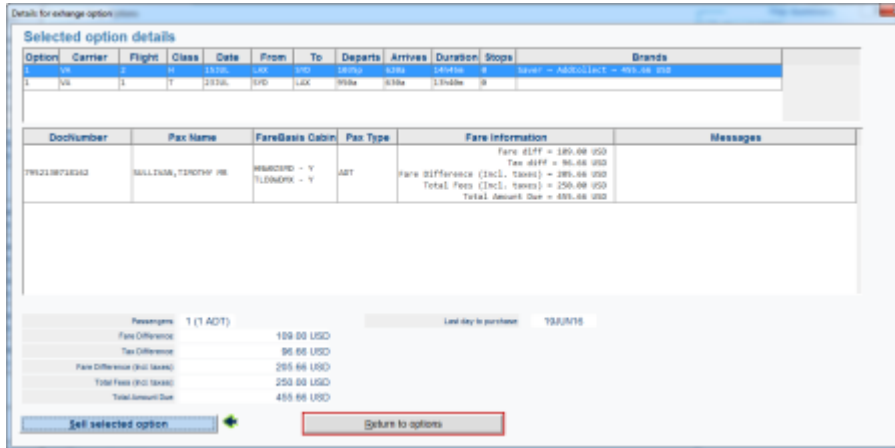 Details for exhange option
Selected option details
Option Carrier Flight Class Date From To Departs Arrives Duration Stops Brands
1 VA 2 H 15JUL LAX SYD 1035p 630a 14h45m 0 Saver - AddCollect - 455.66 USD
1 VA 1 T 23JUL SYD LAX 950a 630a 13h40m 0
DocNumber Pax Name FareBasis Cabin Pax Type Fare Information Messages
Fare diff = 109.00 USD
Tax diff = 96.66 USD
SULLIVAN,TIMOTHY MR - Y ADT Fare Difference (Incl. taxes) = 205.66 USD
- Y Total Fees (Incl. taxes) = 250.00 USD
Total Amount Due = 455.66 USD
Passengers 1 (1 ADT) Last day to purchase 19JUN16
Fare Difference 109.00 USD
Tax Difference 96.66 USD
Fare Difference (Incl. taxes) 205.66 USD
Total Fees (Incl. taxes) 250.00 USD
Total Amount Due 455.66 USD
Sell selected option Return to options